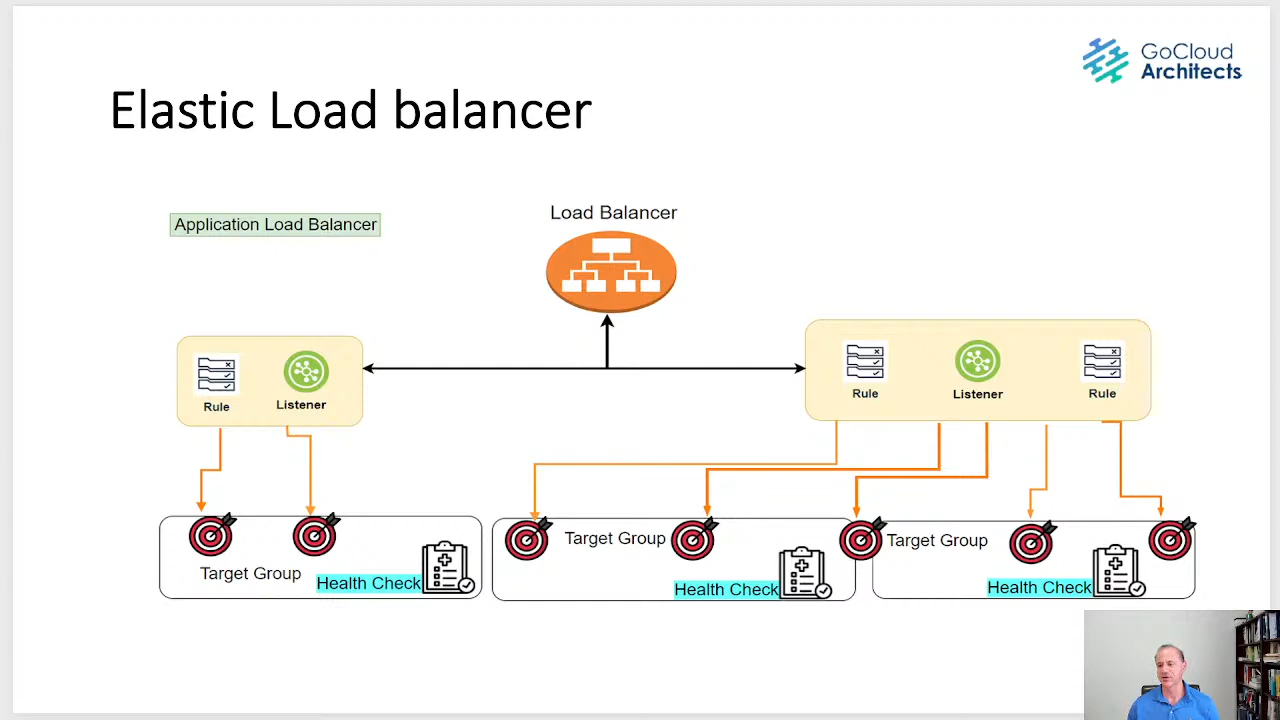 GoCloud
Architects
Elastic Load balancer
Load Balancer
Application Load Balancer
Rule
Listener
Rule
Listener
Rule
Target Group
Health Check
Target Group
Health Check
Target Group
Health Check